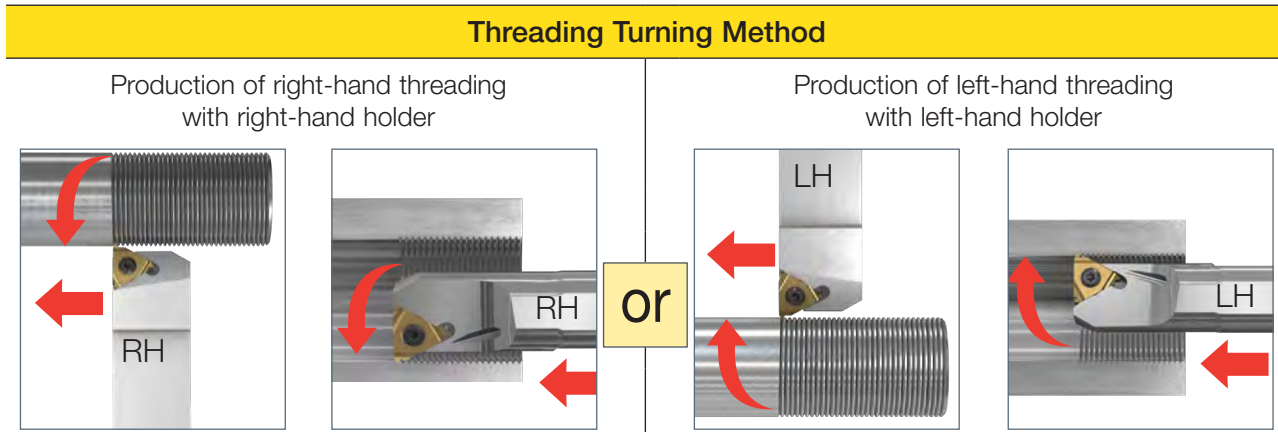 Threading Turning Method
Production of right-hand threading
with right-hand holder
RH
RH
or
Production of left-hand threading
with left-hand holder
LH
LH